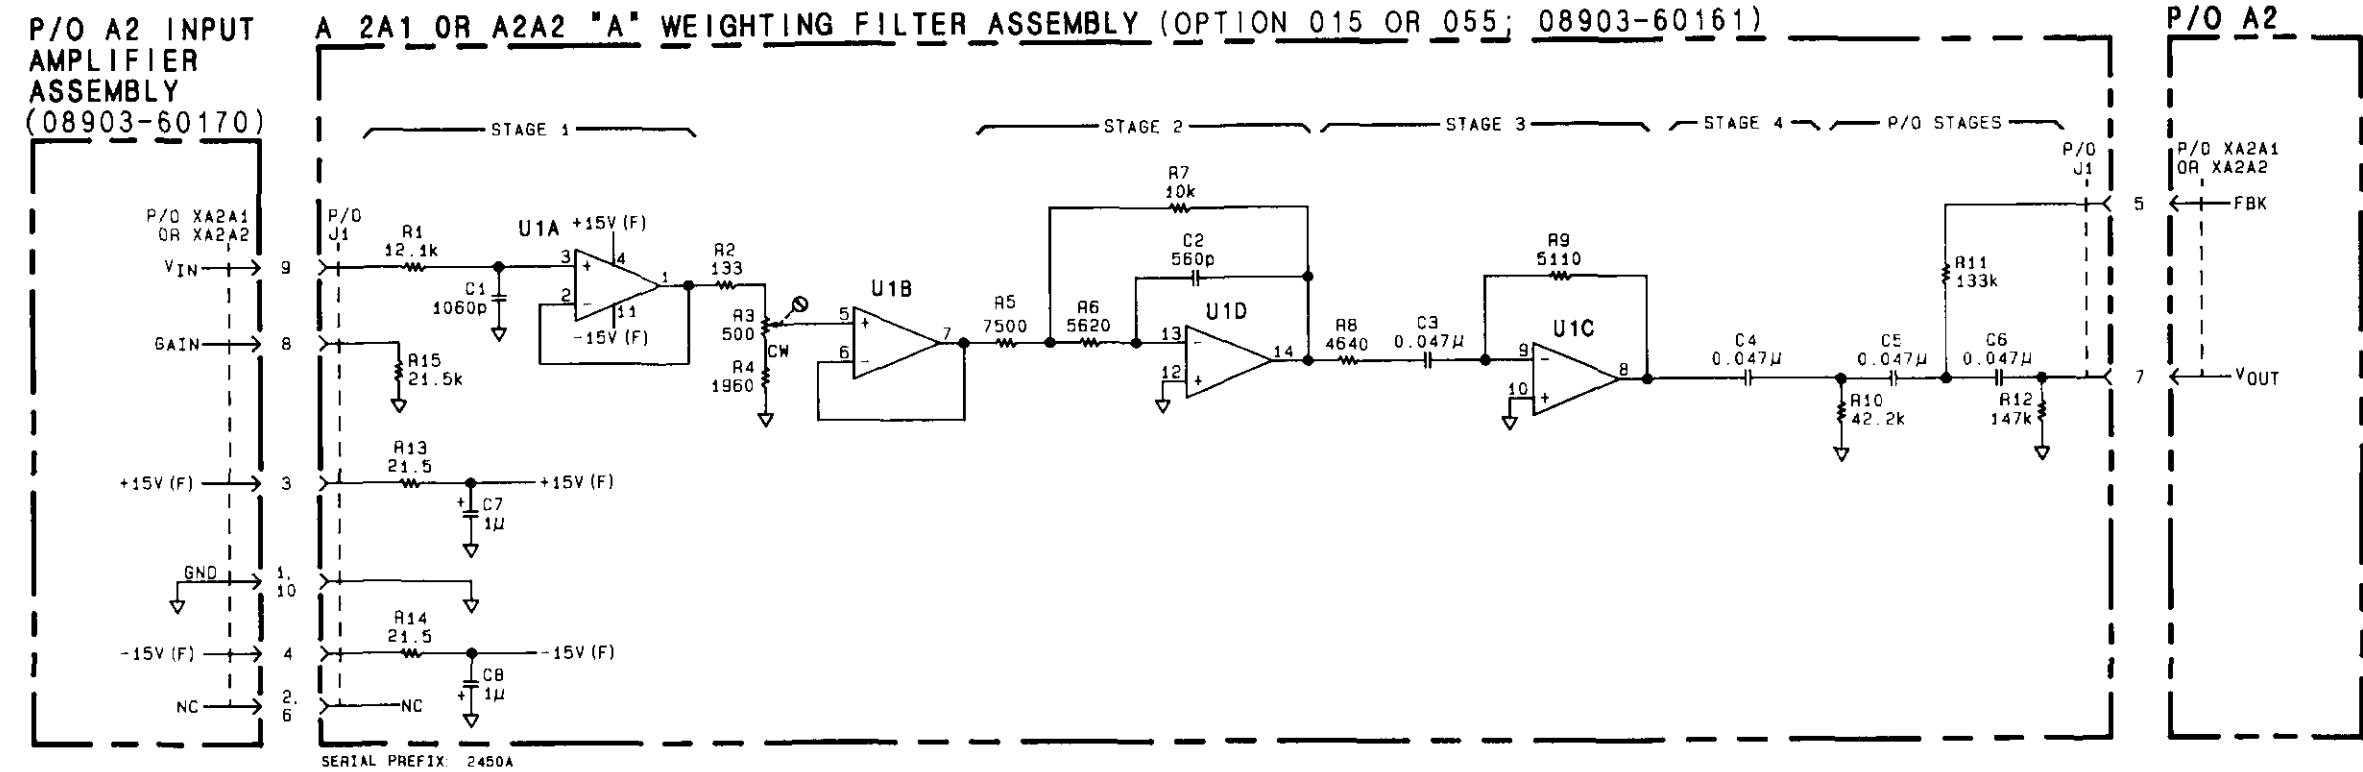 P/O A2 INPUT
AMPLIFIER
ASSEMBLY
(08903-60170)
A 2A1 OR A2A2 "A" WEIGHTING FILTER ASSEMBLY (OPTION 015 OR 055; 08903-60161)
P/O A2
STAGE 1
STAGE 2
STAGE 3
STAGE 4
P/O STAGES
P/O XA2A1
OR XA2A2
P/O
J1
VIN
9
R1
12.1k
C1
1060p
U1A
+15V(F)
3
+
4
2
-
11
1
-15V(F)
R2
133
R3
500
CW
R4
1960
U1B
5
+
6
-
7
R5
7500
R6
5620
R7
10k
C2
560p
U1D
13
-
12
+
14
R8
4640
C3
0.047µ
R9
5110
U1C
9
-
10
+
8
C4
0.047µ
R10
42.2k
C5
0.047µ
R11
133k
C6
0.047µ
R12
147k
P/O
J1
5
7
P/O XA2A1
OR XA2A2
FBK
VOUT
GAIN
8
R15
21.5k
+15V(F)
3
R13
21.5
+15V(F)
+
C7
1µ
GND
1,
10
-15V(F)
4
R14
21.5
-15V(F)
+
C8
1µ
NC
2,
6
NC
SERIAL PREFIX: 2450A